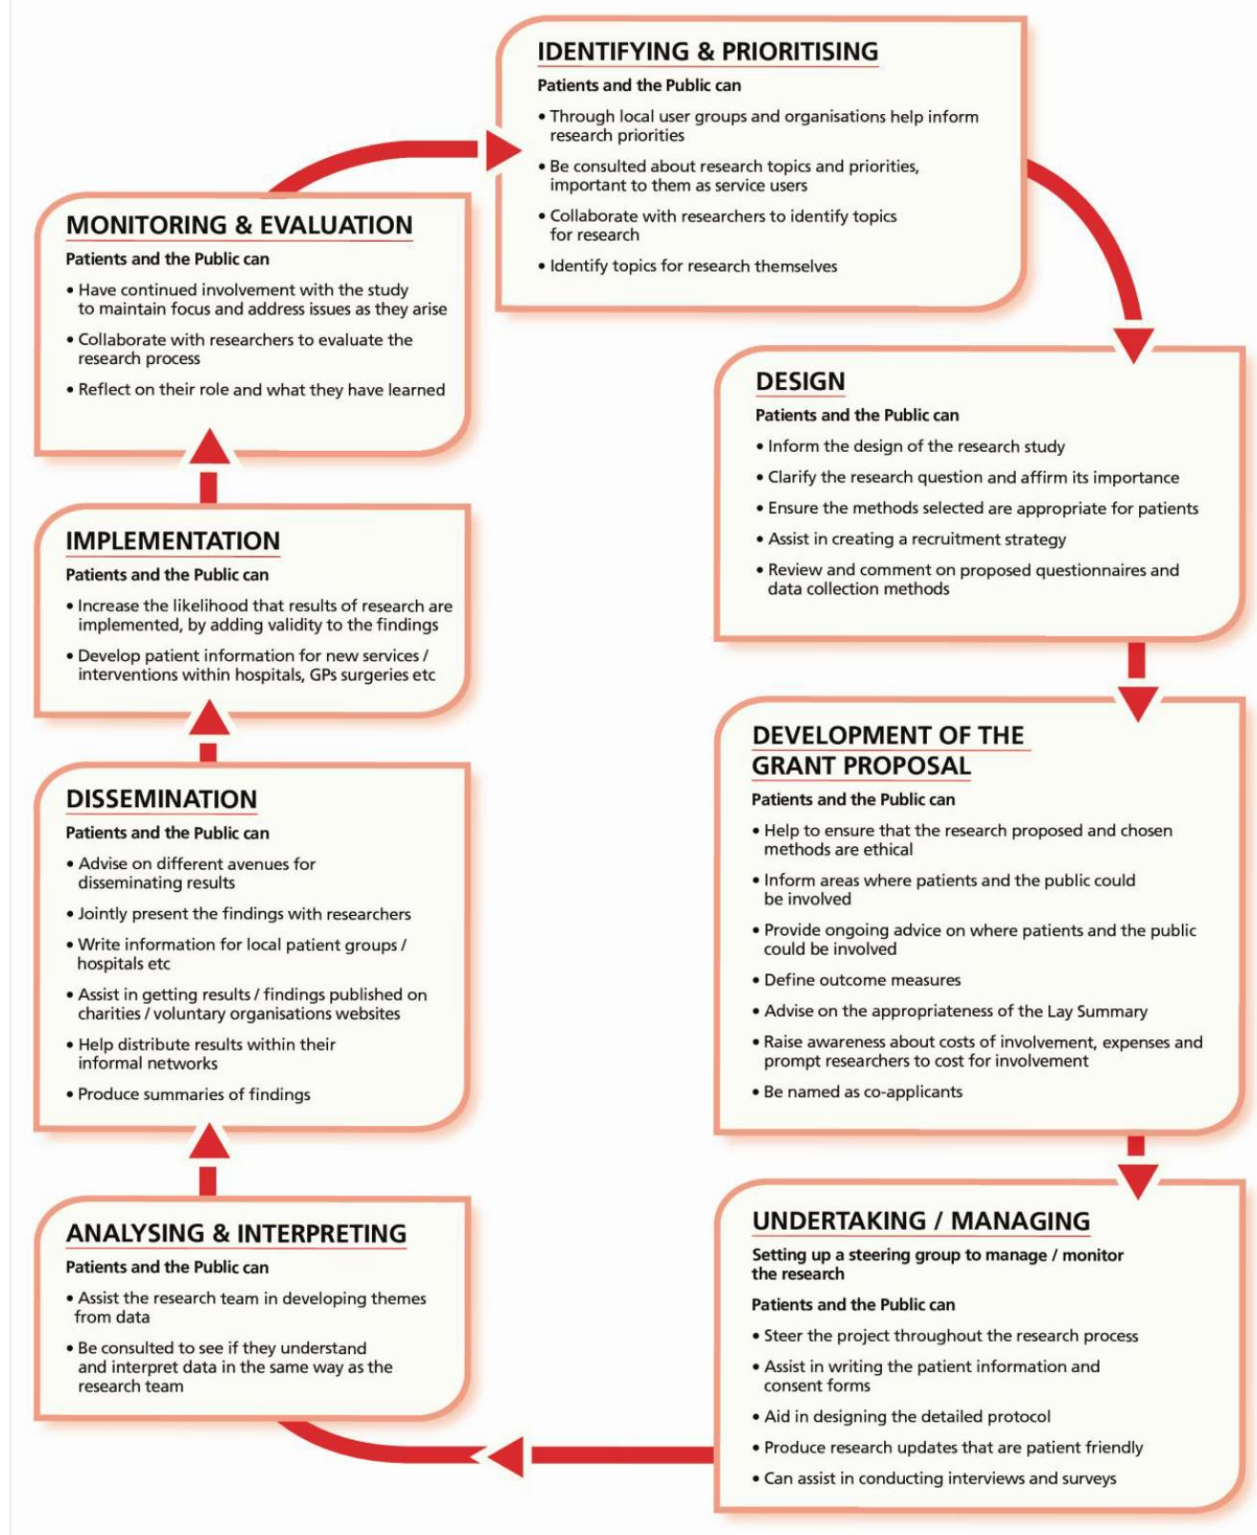 IDENTIFYING & PRIORITISING
Patients and the Public can
• Through local user groups and organisations help inform
research priorities
• Be consulted about research topics and priorities,
important to them as service users
• Collaborate with researchers to identify topics
for research
• Identify topics for research themselves
DESIGN
Patients and the Public can
• Inform the design of the research study
• Clarify the research question and affirm its importance
• Ensure the methods selected are appropriate for patients
• Assist in creating a recruitment strategy
• Review and comment on proposed questionnaires and
data collection methods
DEVELOPMENT OF THE
GRANT PROPOSAL
Patients and the Public can
• Help to ensure that the research proposed and chosen
methods are ethical
• Inform areas where patients and the public could
be involved
• Provide ongoing advice on where patients and the public
could be involved
• Define outcome measures
• Advise on the appropriateness of the Lay Summary
• Raise awareness about costs of involvement, expenses and
prompt researchers to cost for involvement
• Be named as co-applicants
UNDERTAKING / MANAGING
Setting up a steering group to manage / monitor
the research
Patients and the Public can
• Steer the project throughout the research process
• Assist in writing the patient information and
consent forms
• Aid in designing the detailed protocol
• Produce research updates that are patient friendly
• Can assist in conducting interviews and surveys
ANALYSING & INTERPRETING
Patients and the Public can
• Assist the research team in developing themes
from data
• Be consulted to see if they understand
and interpret data in the same way as the
research team
DISSEMINATION
Patients and the Public can
• Advise on different avenues for
disseminating results
• Jointly present the findings with researchers
• Write information for local patient groups /
hospitals etc
• Assist in getting results / findings published on
charities / voluntary organisations websites
• Help distribute results within their
informal networks
• Produce summaries of findings
IMPLEMENTATION
Patients and the Public can
• Increase the likelihood that results of research are
implemented, by adding validity to the findings
• Develop patient information for new services /
interventions within hospitals, GPs surgeries etc
MONITORING & EVALUATION
Patients and the Public can
• Have continued involvement with the study
to maintain focus and address issues as they arise
• Collaborate with researchers to evaluate the
research process
• Reflect on their role and what they have learned